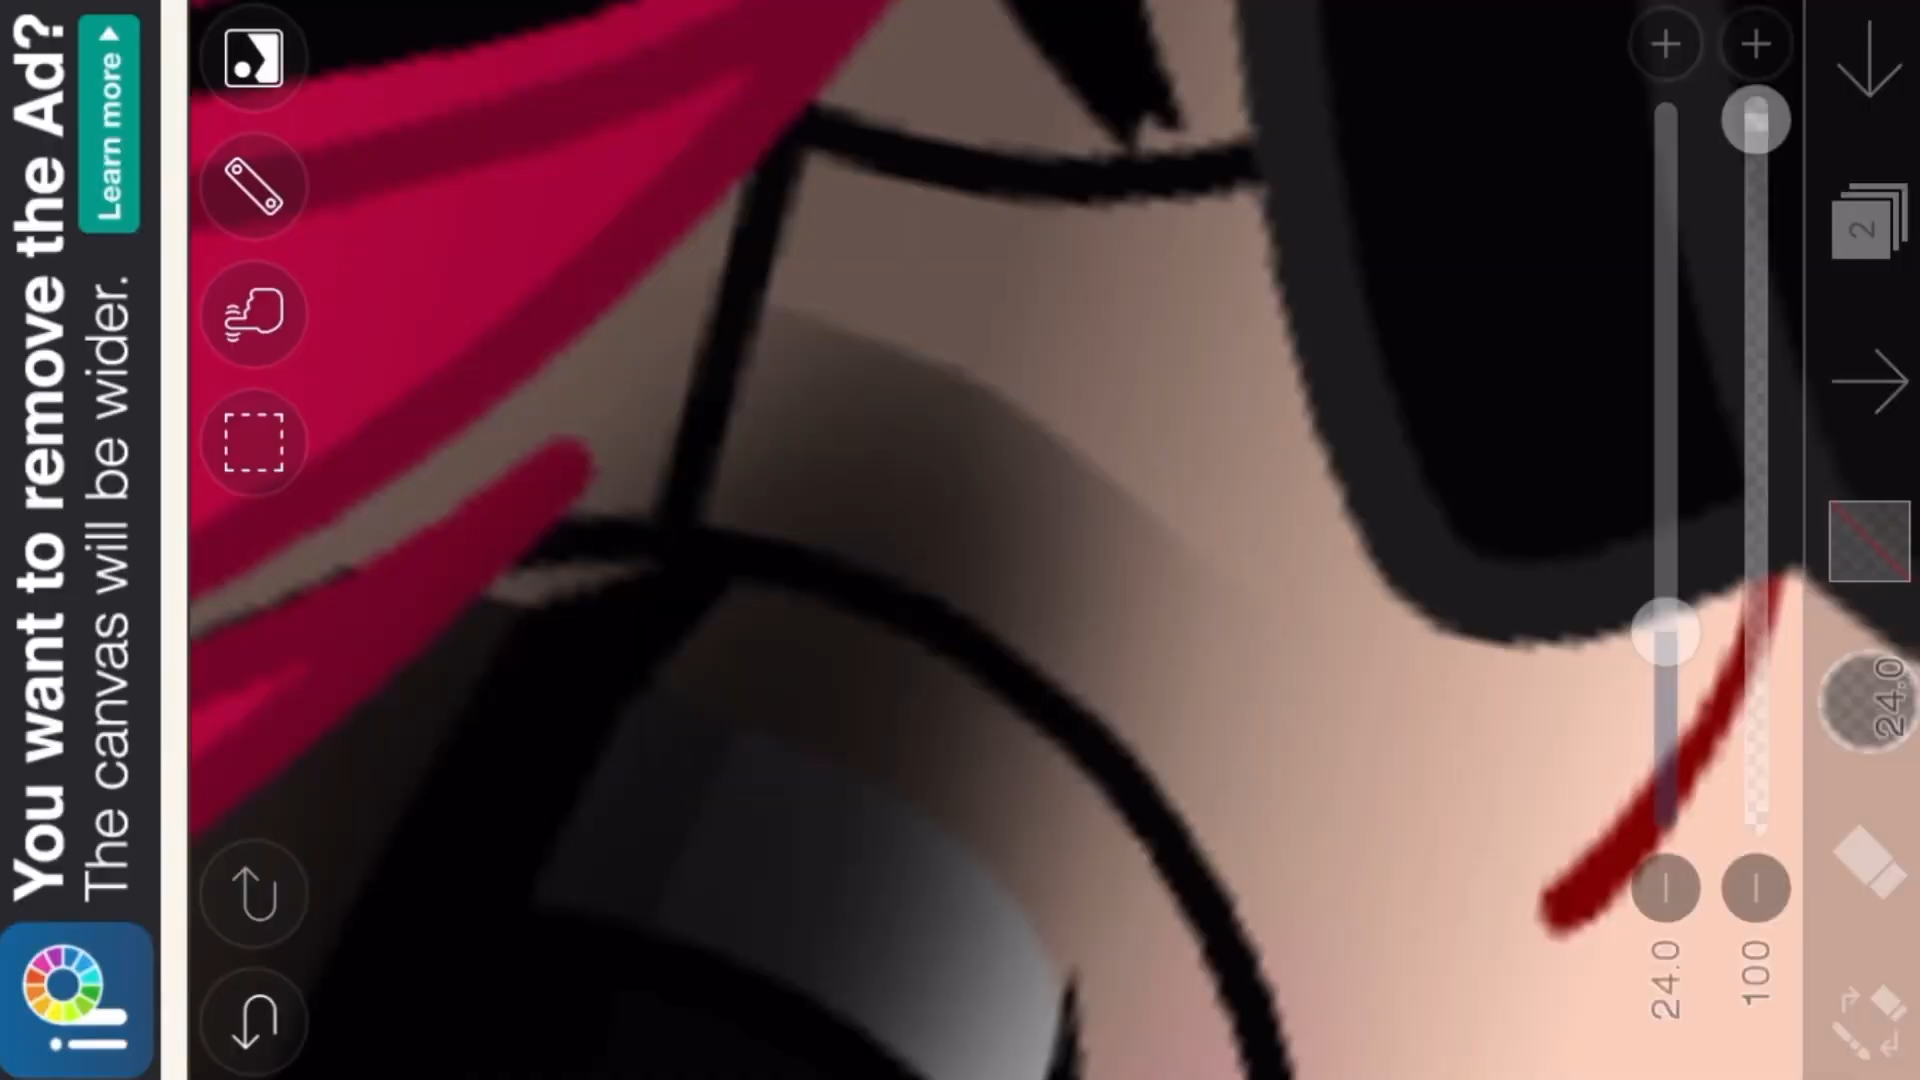 You want to remove the Ad?
The canvas will be wider.
Learn more ▶
iP
2
24.0
24.0
100